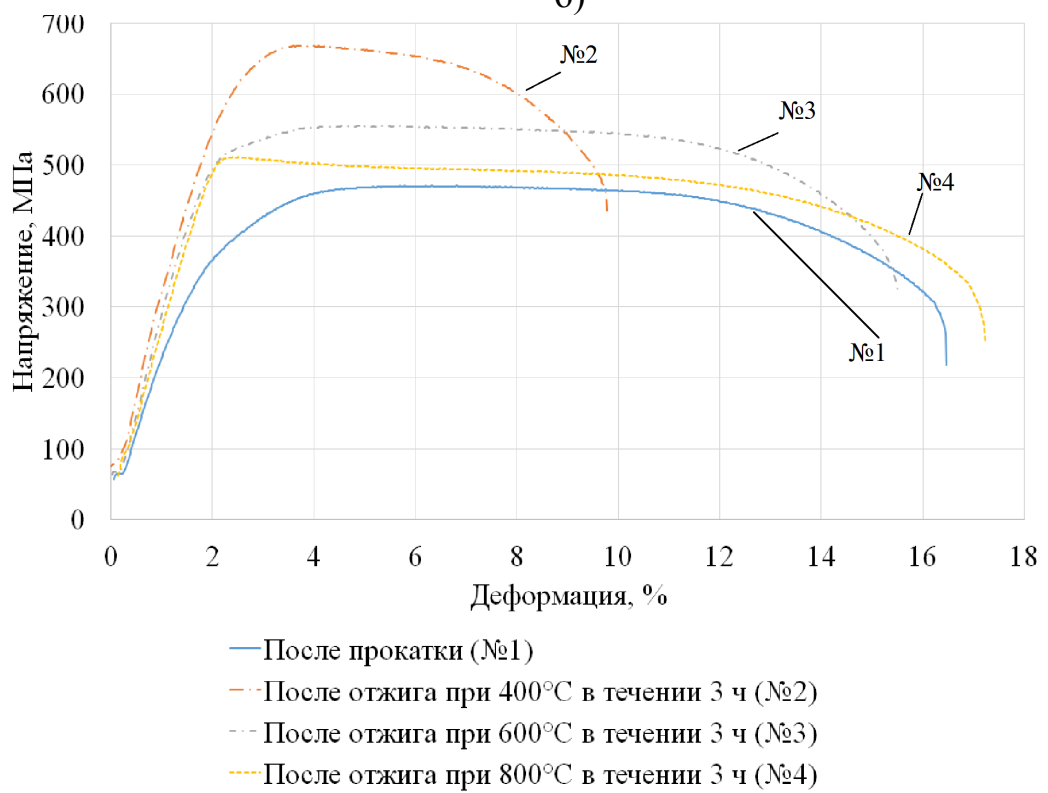 б)
700
600
500
400
300
200
100
0
Напряжение, МПа
№2
№3
№4
№1
0 2 4 6 8 10 12 14 16 18
Деформация, %
После прокатки (№1)
После отжига при 400°C в течении 3 ч (№2)
После отжига при 600°C в течении 3 ч (№3)
После отжига при 800°C в течении 3 ч (№4)